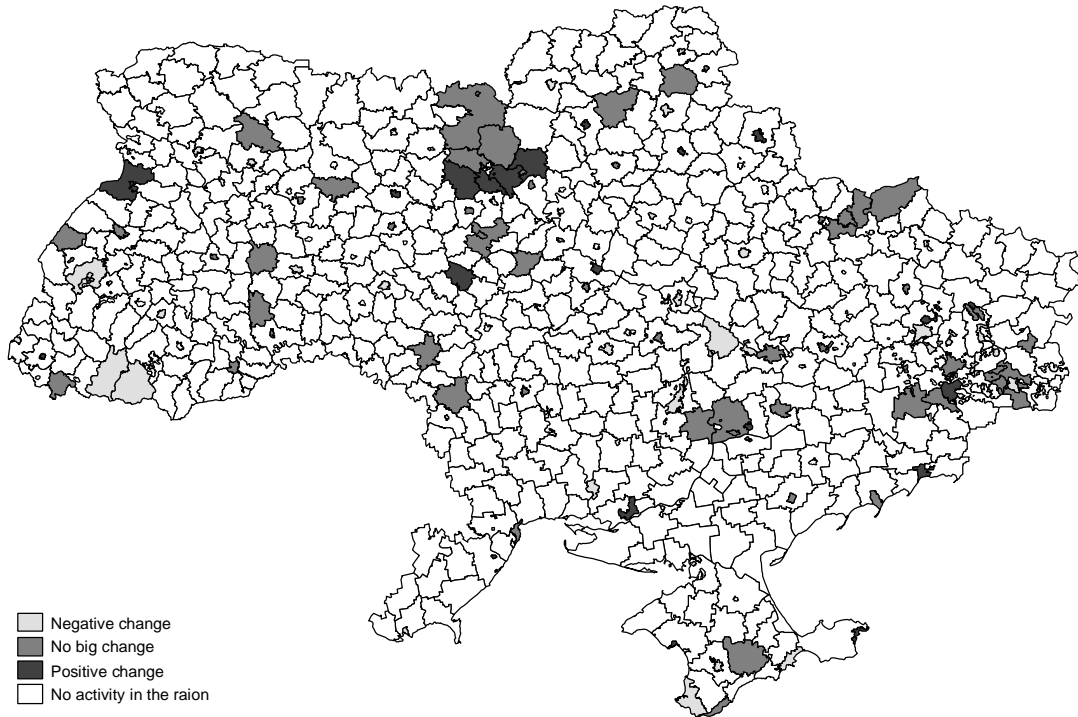 Negative change
No big change
Positive change
No activity in the raion